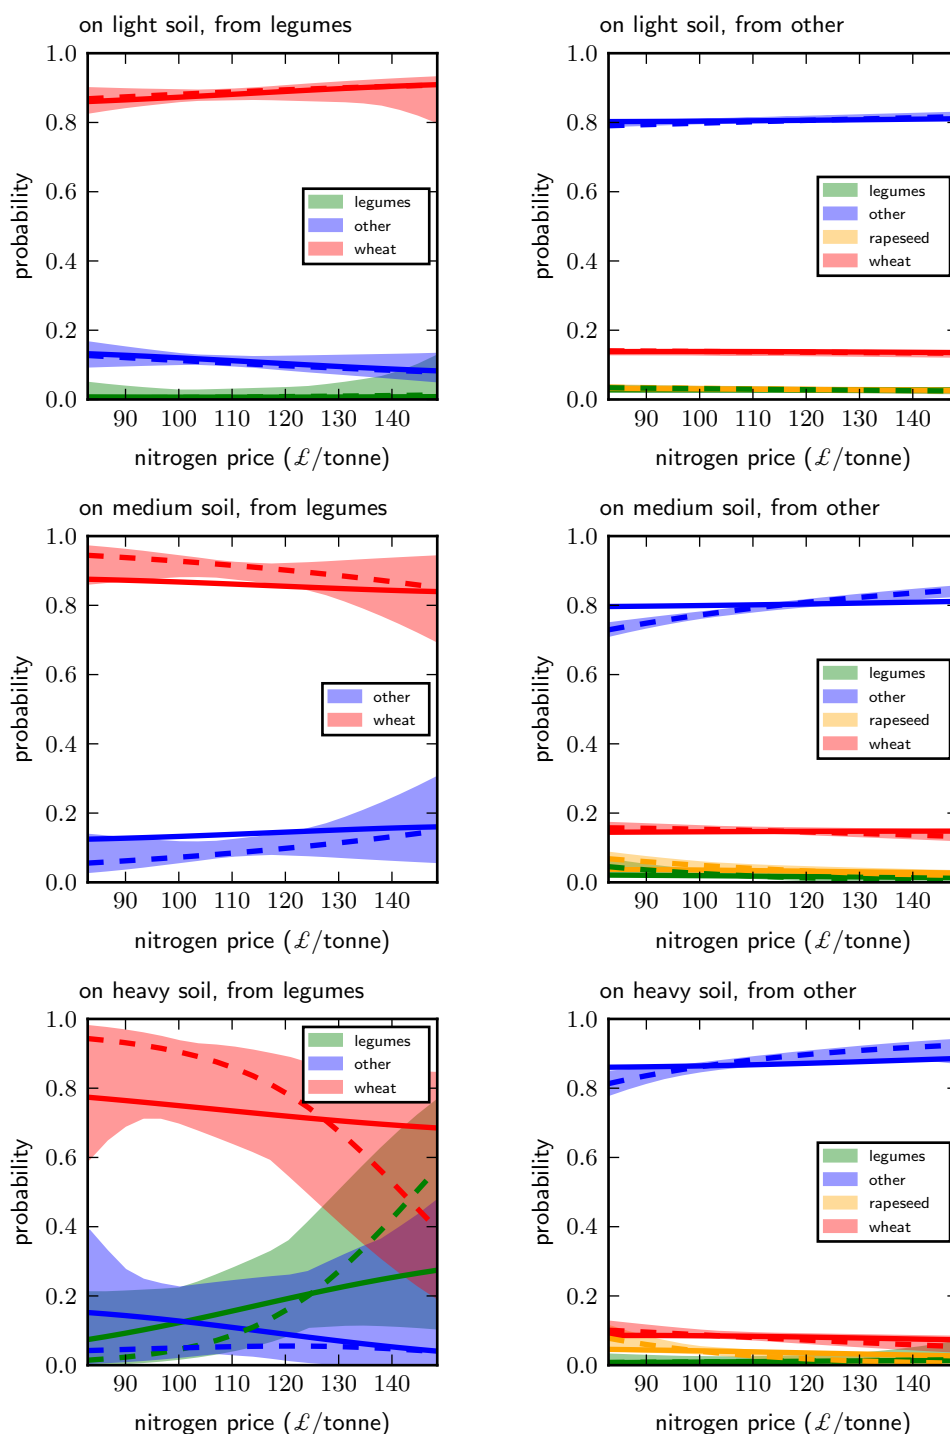 on light soil, from legumes
1.0
0.8
0.6
0.4
0.2
0.0
probability
legumes
other
wheat
90 100 110 120 130 140
nitrogen price (£/tonne)
on light soil, from other
1.0
0.8
0.6
0.4
0.2
0.0
probability
legumes
other
rapeseed
wheat
90 100 110 120 130 140
nitrogen price (£/tonne)
on medium soil, from legumes
1.0
0.8
0.6
0.4
0.2
0.0
probability
other
wheat
90 100 110 120 130 140
nitrogen price (£/tonne)
on medium soil, from other
1.0
0.8
0.6
0.4
0.2
0.0
probability
legumes
other
rapeseed
wheat
90 100 110 120 130 140
nitrogen price (£/tonne)
on heavy soil, from legumes
1.0
0.8
0.6
0.4
0.2
0.0
probability
legumes
other
wheat
90 100 110 120 130 140
nitrogen price (£/tonne)
on heavy soil, from other
1.0
0.8
0.6
0.4
0.2
0.0
probability
legumes
other
rapeseed
wheat
90 100 110 120 130 140
nitrogen price (£/tonne)